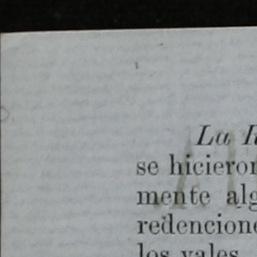 La
se hicieron
mente alg
redencione
los vales